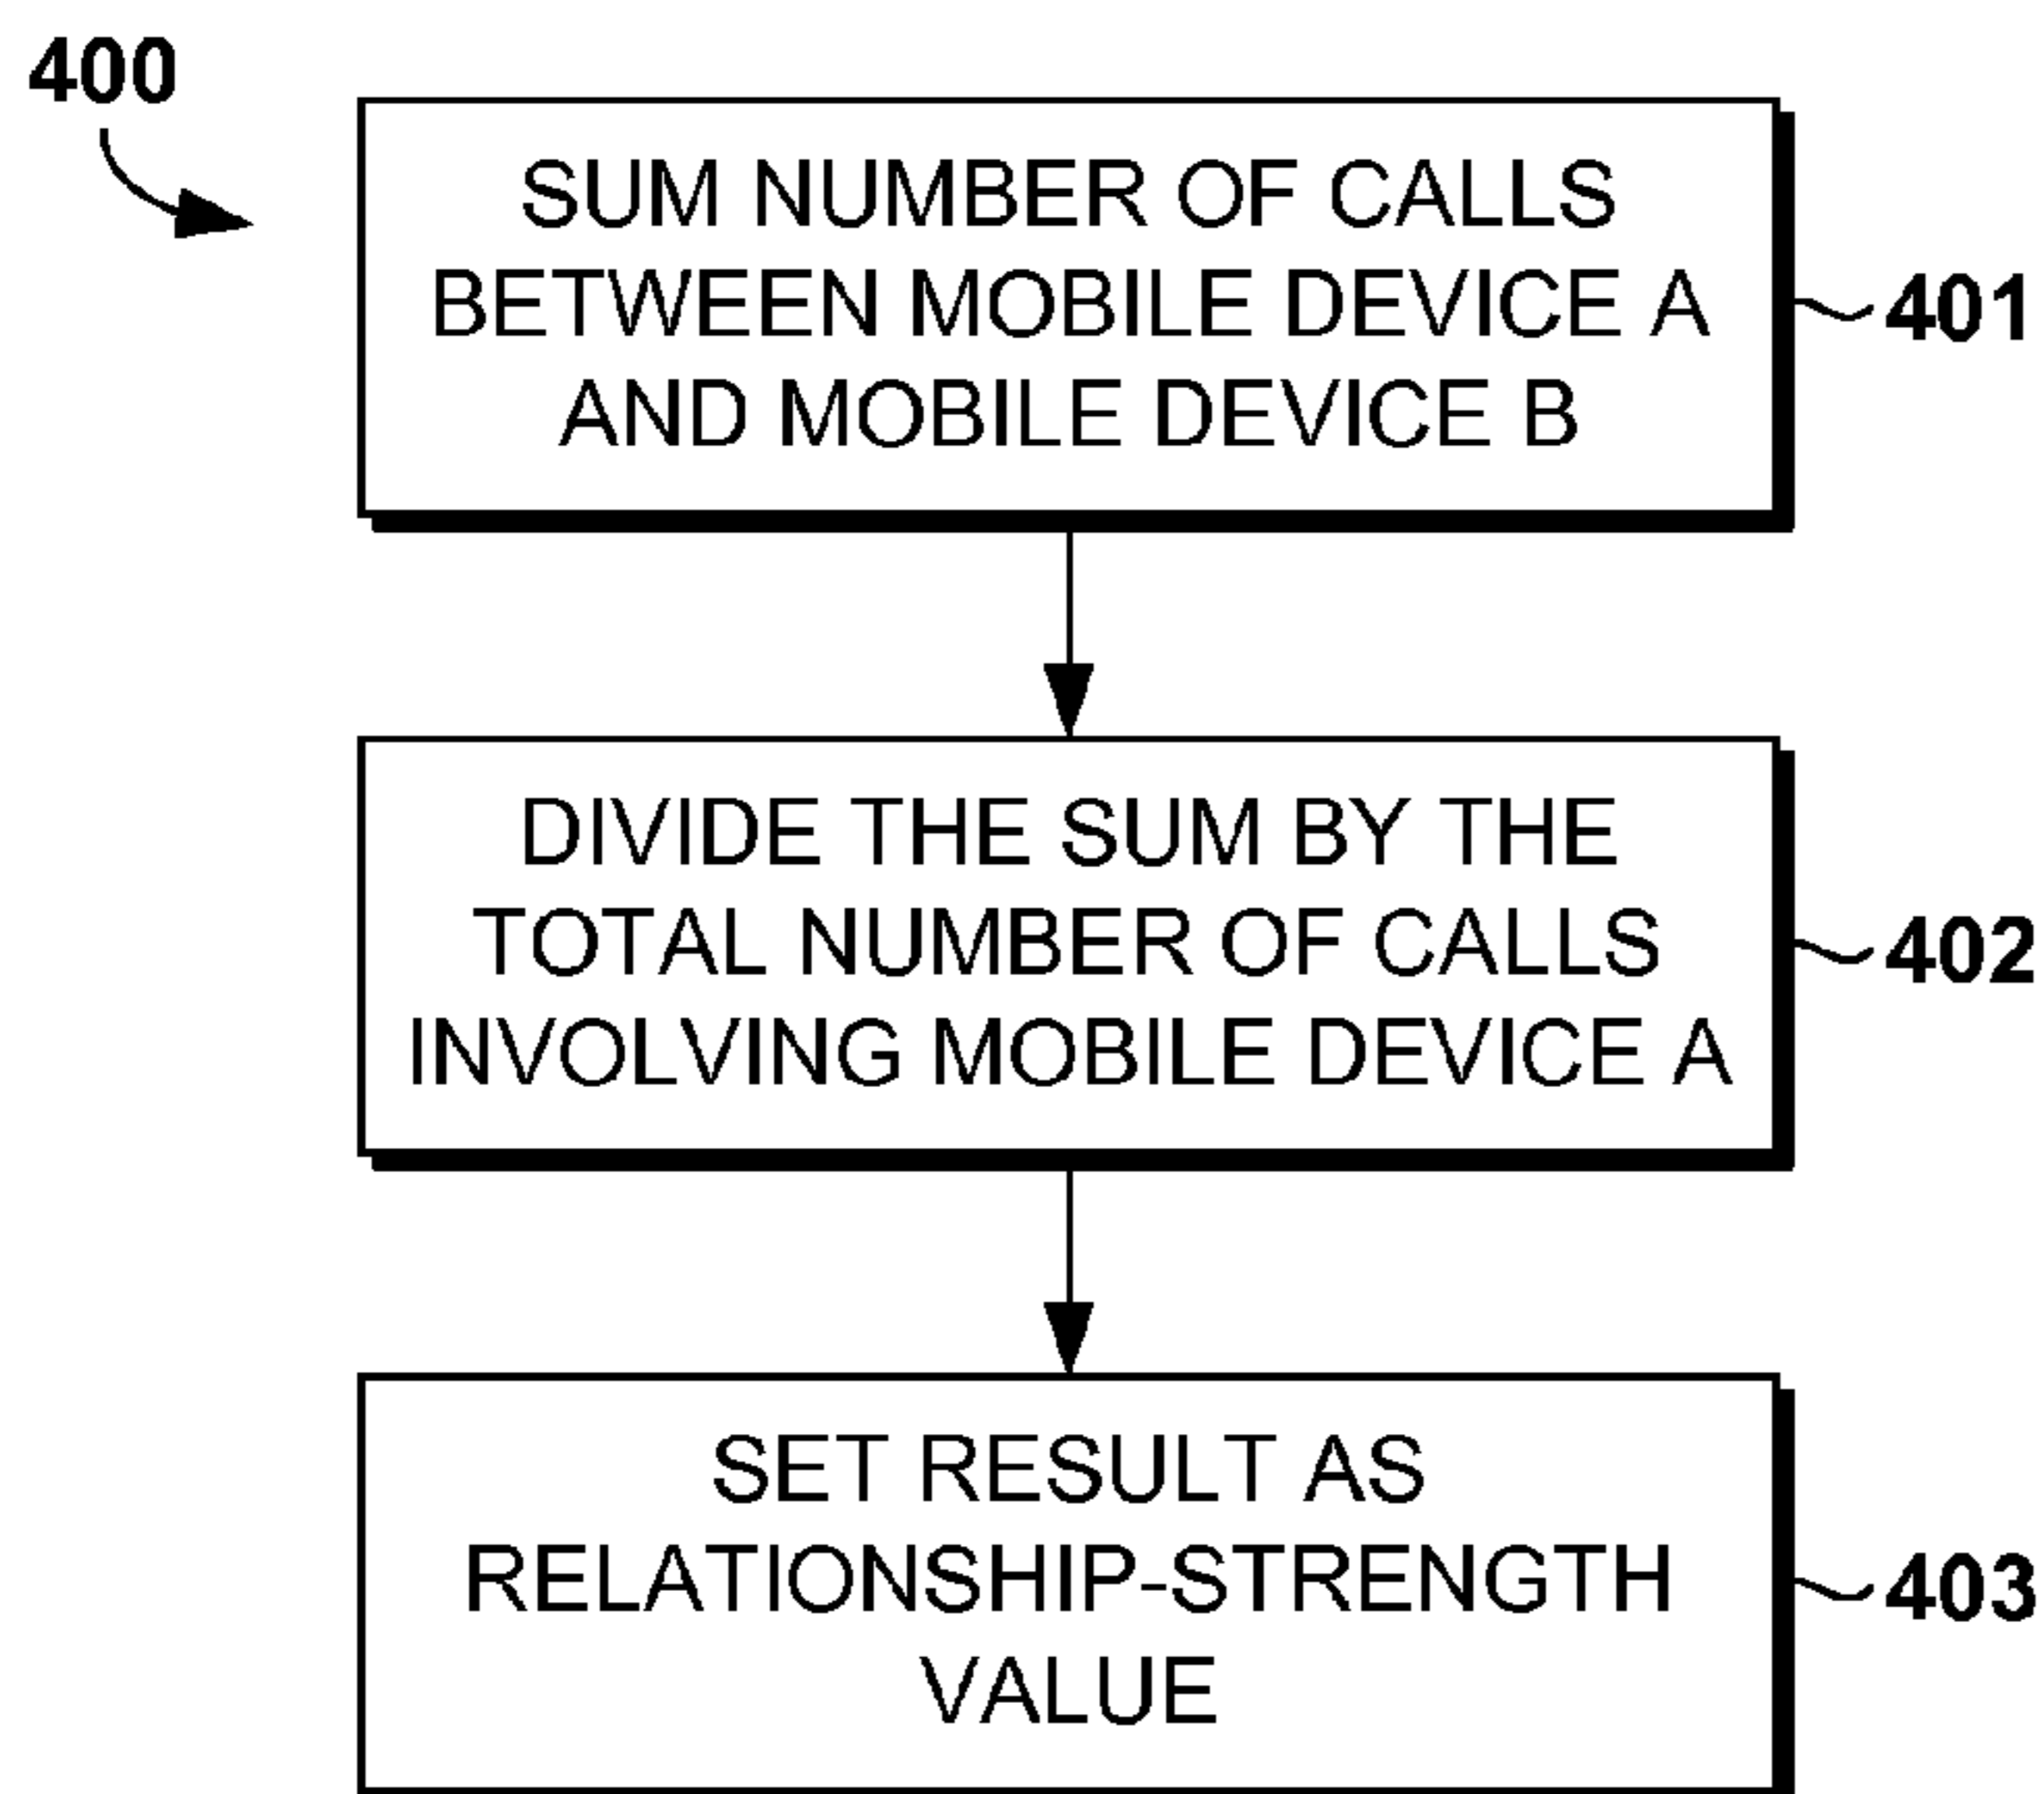 400
SUM NUMBER OF CALLS
BETWEEN MOBILE DEVICE A
AND MOBILE DEVICE B
401
DIVIDE THE SUM BY THE
TOTAL NUMBER OF CALLS
INVOLVING MOBILE DEVICE A
402
SET RESULT AS
RELATIONSHIP-STRENGTH
VALUE
403